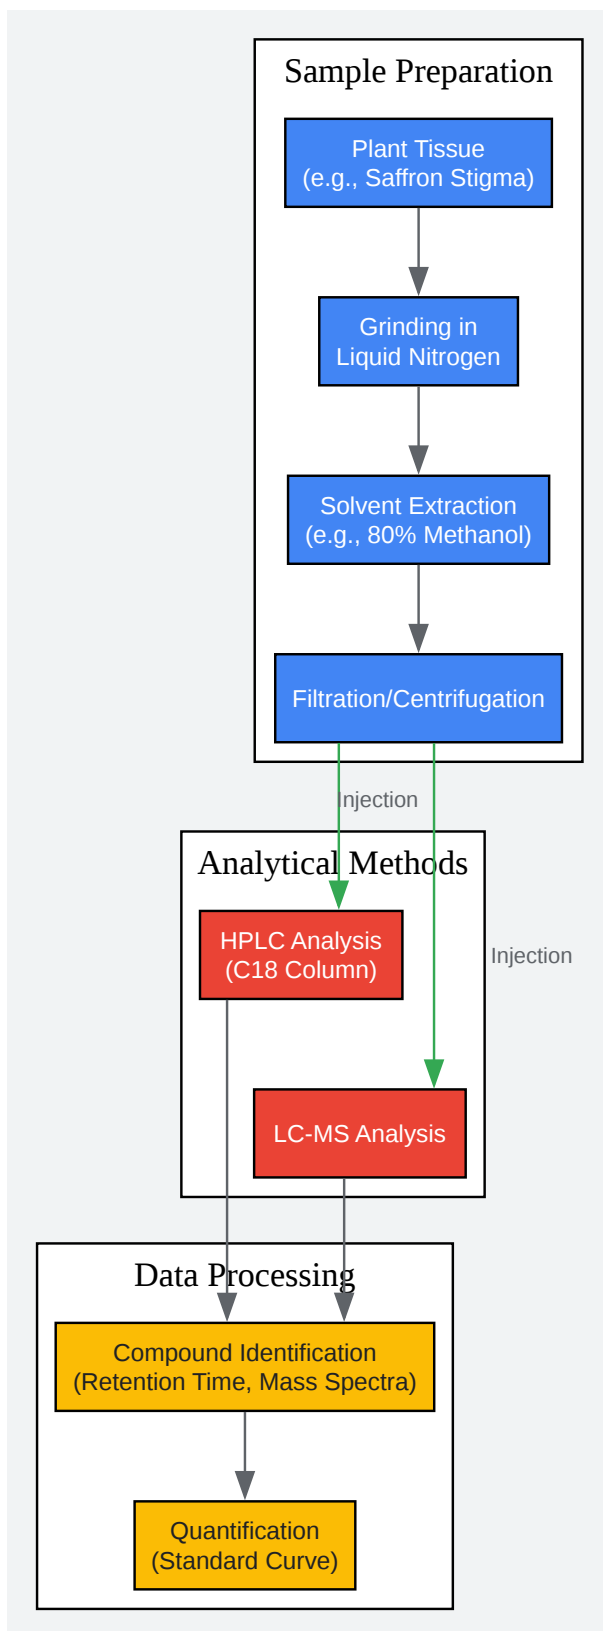 Sample Preparation
Plant Tissue
(e.g., Saffron Stigma)
Grinding in
Liquid Nitrogen
Solvent Extraction
(e.g., 80% Methanol)
Filtration/Centrifugation
Injection
Analytical Methods
HPLC Analysis
(C18 Column)
Injection
LC-MS Analysis
Data Processing
Compound Identification
(Retention Time, Mass Spectra)
Quantification
(Standard Curve)